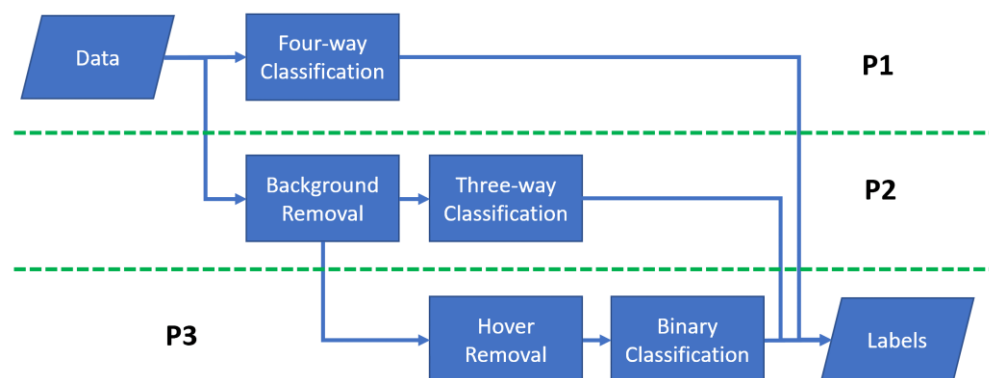 Data
Four-way
Classification
P1
Background
Removal
Three-way
Classification
P2
P3
Hover
Removal
Binary
Classification
Labels